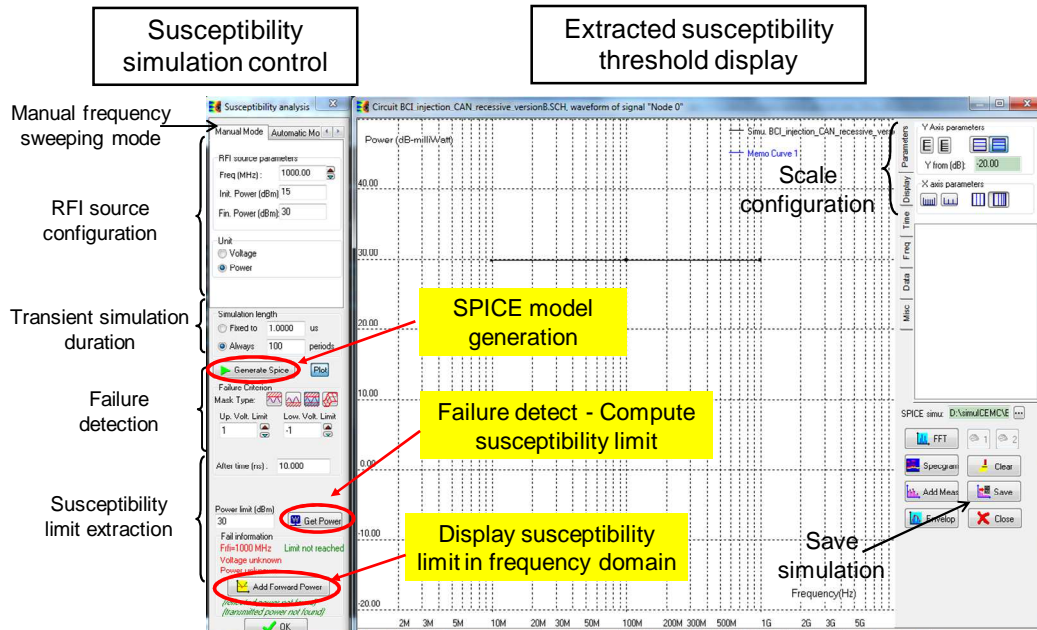 Susceptibility
simulation control
Extracted susceptibility
threshold display
Manual frequency
sweeping mode
RFI source
configuration
Transient simulation
duration
Failure
detection
Susceptibility
limit extraction
Susceptibility analysis
Manual Mode
Automatic Mo
RFI source parameters
Freq (MHz) :
1000.00
Init. Power (dBm)
15
Fin. Power (dBm):
30
Unit
Voltage
Power
Simulation length
Fixed to
1.0000
us
Always
100
periods
Generate Spice
Plot
Failure Criterion
Mask Type:
Up. Volt. Limit
Low. Volt. Limit
1
-1
After time (ns) :
10.000
Power limit (dBm)
30
Get Power
Fail information
Frfi=1000 MHz
Limit not reached
Voltage unknown
Power unknown
Add Forward Power
(transmitted power not found)
OK
Circuit BCI_injection_CAN_recessive_versionB.SCH, waveform of signal "Node 0"
Power (dB-milliWatt)
Simu. BCI_injection_CAN_recessive_versio
Memo Curve 1
40.00
30.00
20.00
10.00
0.00
-10.00
-20.00
2M
3M
5M
10M
20M
30M
50M
100M
200M
300M
500M
1G
2G
3G
5G
Frequency(Hz)
SPICE model
generation
Failure detect - Compute
susceptibility limit
Display susceptibility
limit in frequency domain
Scale
configuration
Save
simulation
Parameters
Display
Time
Freq
Data
Misc
Y Axis parameters
Y from (dB):
-20.00
X axis parameters
SPICE simu:
D:\simulCEMC\E
...
FFT
1
2
Specgram
Clear
Add Meas
Save
Envelop
Close